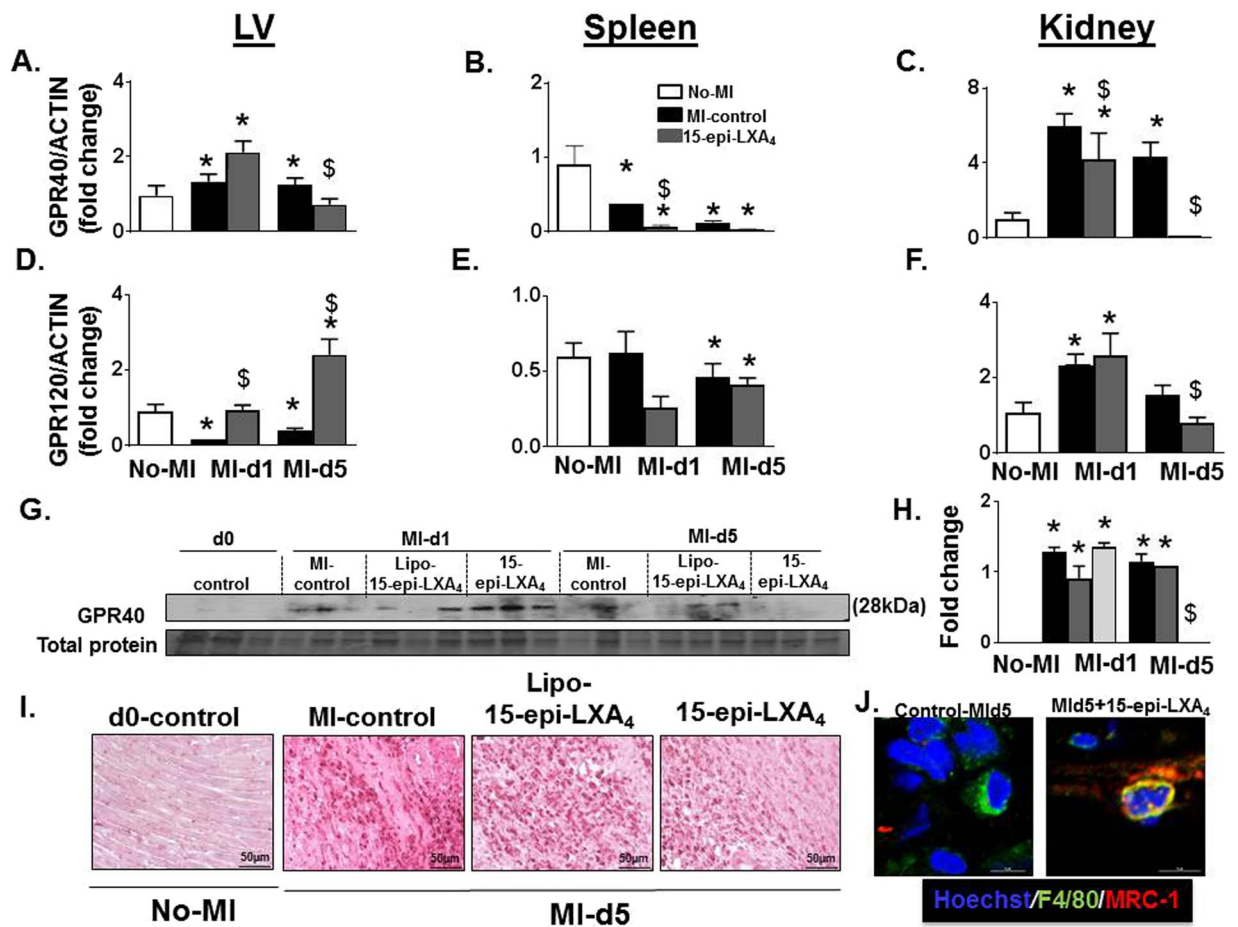 LV
Spleen
Kidney
A.
B.
C.
GPR40/ACTIN
(fold change)
4
2
0
* * * $
2
1
0
No-MI
MI-control
15-epi-LXA₄
* $ * * *
8
4
0
* $ * * $
D.
E.
F.
GPR120/ACTIN
(fold change)
4
2
0
* $ * $ *
No-MI MI-d1 MI-d5
1.0
0.5
0.0
* *
No-MI MI-d1 MI-d5
4
2
0
* * $
No-MI MI-d1 MI-d5
G.
d0
MI-d1
MI-d5
control
MI-
control
Lipo-
15-epi-LXA₄
15-
epi-LXA₄
MI-
control
Lipo-
15-epi-LXA₄
15-
epi-LXA₄
GPR40
(28kDa)
Total protein
H.
Fold change
2
1
0
* * * * * $
No-MI MI-d1 MI-d5
I.
d0-control
MI-control
Lipo-
15-epi-LXA₄
15-epi-LXA₄
50µm
50µm
50µm
50µm
No-MI
MI-d5
J.
Control-MId5
MId5+15-epi-LXA₄
Hoechst/F4/80/MRC-1